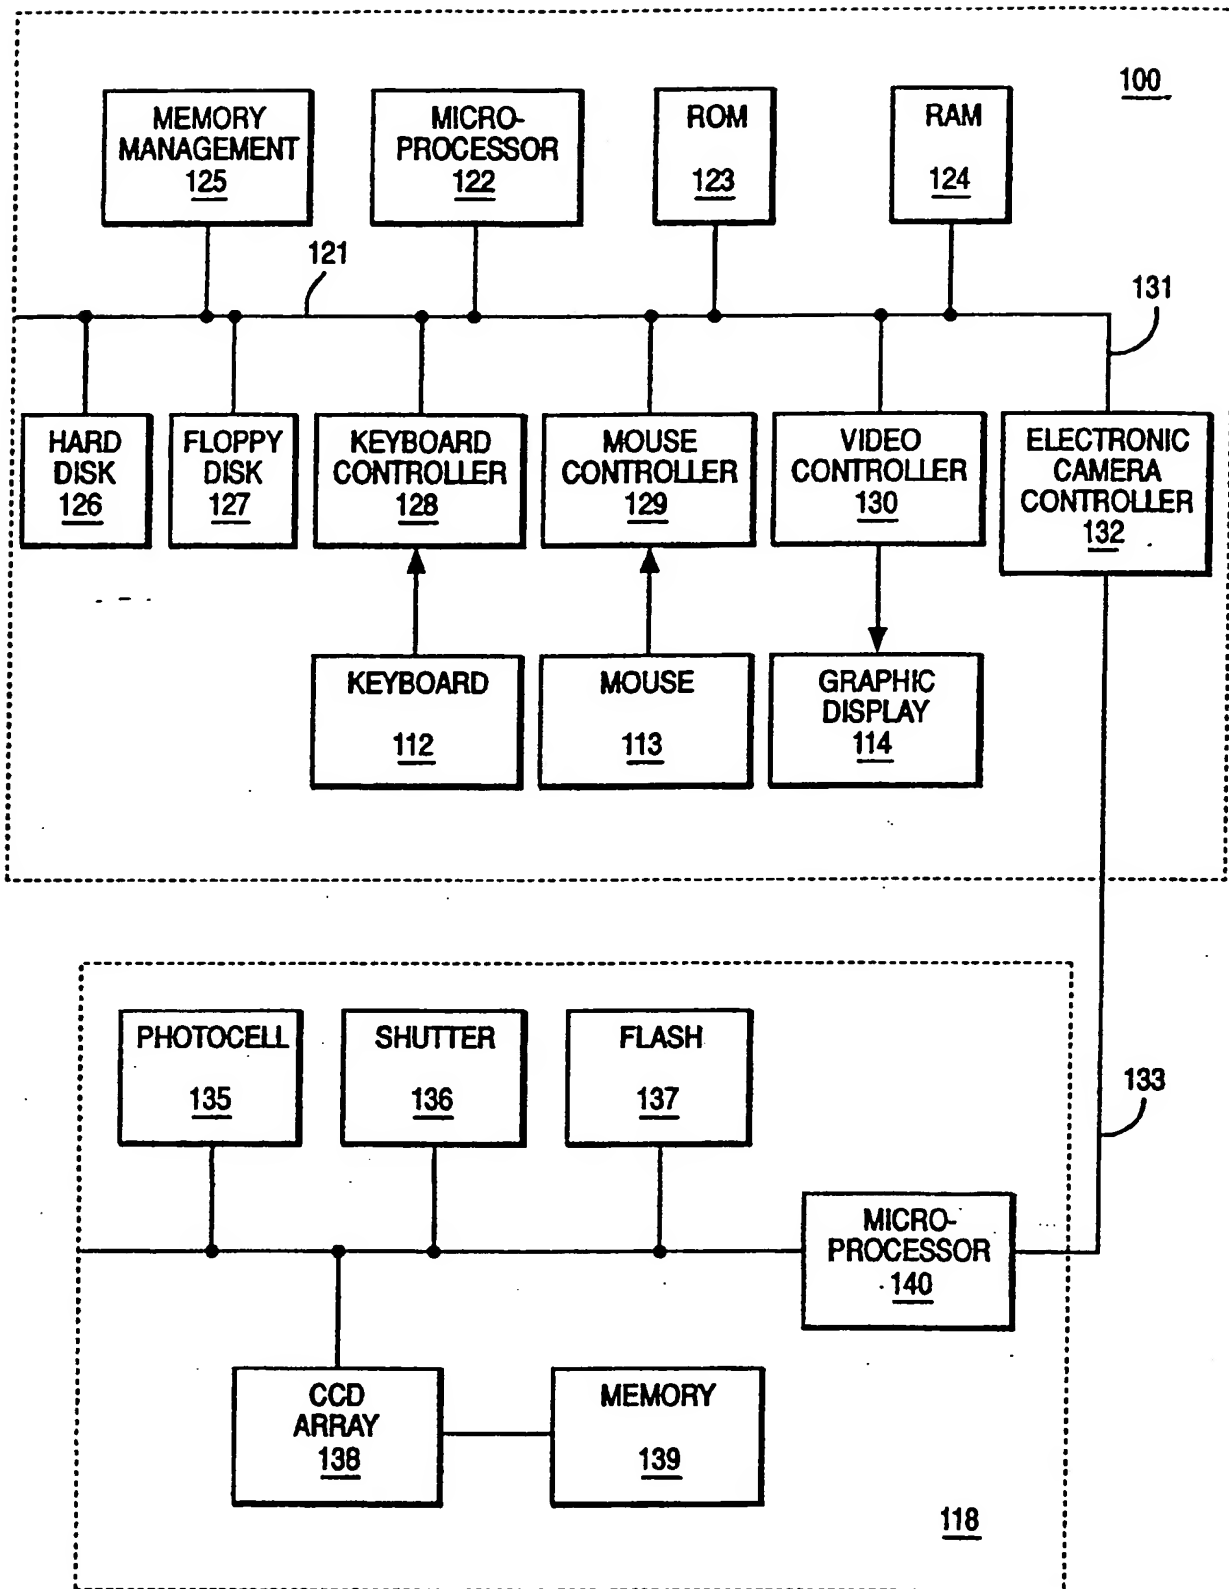 100
MEMORY
MANAGEMENT
125
MICRO-
PROCESSOR
122
ROM
123
RAM
124
121
131
HARD
DISK
126
FLOPPY
DISK
127
KEYBOARD
CONTROLLER
128
MOUSE
CONTROLLER
129
VIDEO
CONTROLLER
130
ELECTRONIC
CAMERA
CONTROLLER
132
KEYBOARD
112
MOUSE
113
GRAPHIC
DISPLAY
114
PHOTOCELL
135
SHUTTER
136
FLASH
137
133
MICRO-
PROCESSOR
140
CCD
ARRAY
138
MEMORY
139
118